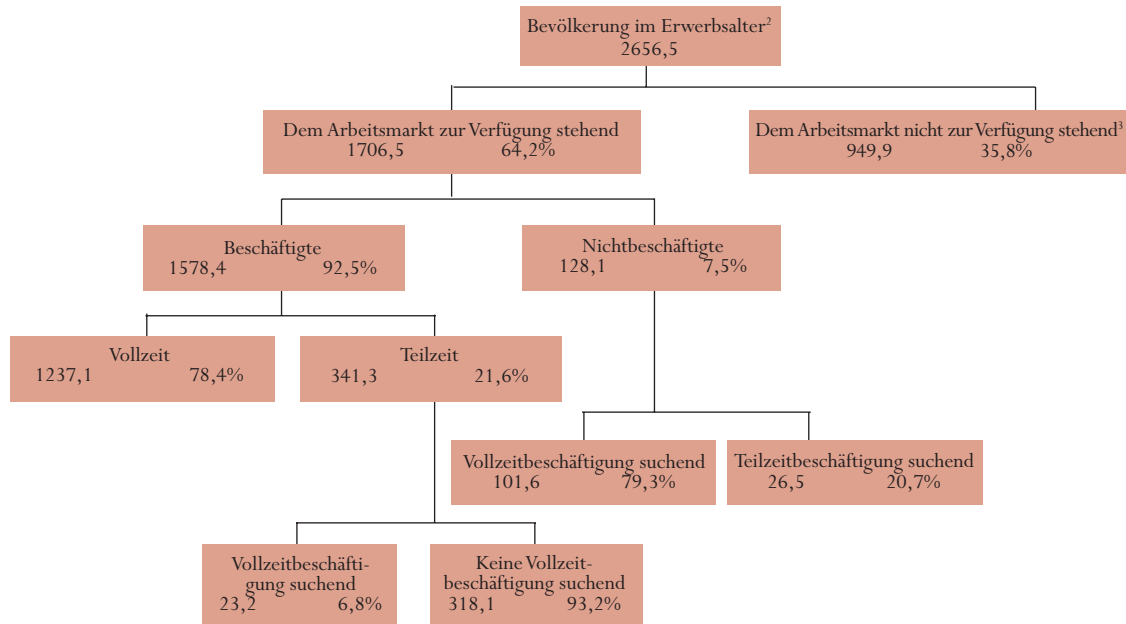 Bevölkerung im Erwerbsalter²
2656,5
Dem Arbeitsmarkt zur Verfügung stehend
1706,5 64,2%
Dem Arbeitsmarkt nicht zur Verfügung stehend³
949,9 35,8%
Beschäftigte
1578,4 92,5%
Nichtbeschäftigte
128,1 7,5%
Vollzeit
1237,1 78,4%
Teilzeit
341,3 21,6%
Vollzeitbeschäftigung suchend
101,6 79,3%
Teilzeitbeschäftigung suchend
26,5 20,7%
Vollzeitbeschäfti-
gung suchend
23,2 6,8%
Keine Vollzeit-
beschäftigung suchend
318,1 93,2%